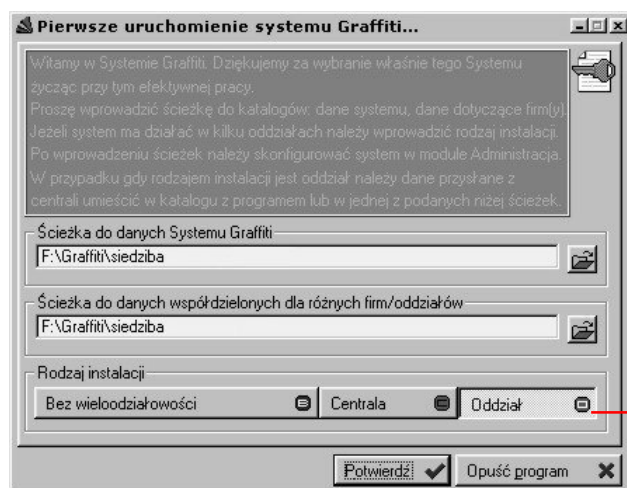 Pierwsze uruchomienie systemu Graffiti...
Witamy w Systemie Graffiti. Dziękujemy za wybranie właśnie tego Systemu
życząc przy tym efektywnej pracy.
Proszę wprowadzić ścieżkę do katalogów: dane systemu, dane dotyczące firm(y).
Jeżeli system ma działać w kilku oddziałach należy wprowadzić rodzaj instalacji.
Po wprowadzeniu ścieżek należy skonfigurować system w module Administracja.
W przypadku gdy rodzajem instalacji jest oddział należy dane przysłane z
centrali umieścić w katalogu z programem lub w jednej z podanych niżej ścieżek.
Ścieżka do danych Systemu Graffiti
F:\Graffiti\siedziba
Ścieżka do danych współdzielonych dla różnych firm/oddziałów
F:\Graffiti\siedziba
Rodzaj instalacji
Bez wieloodziałowości Centrala Oddział
Potwierdź Opuść program